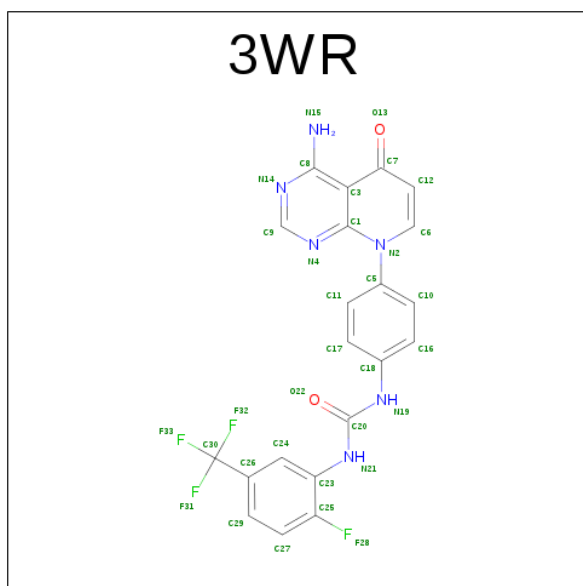 3WR
N15 O13
NH₂ O
C8 C7
N14 N C12
C3
C1
C9 N N C6
N4 N2
C5
C11 C10
C17 C16
C18
O22 O NH N19
F32 C20
F33 F F C24 NH N21
C30
C26 C23
F F31
C25
C29 F F28
C27